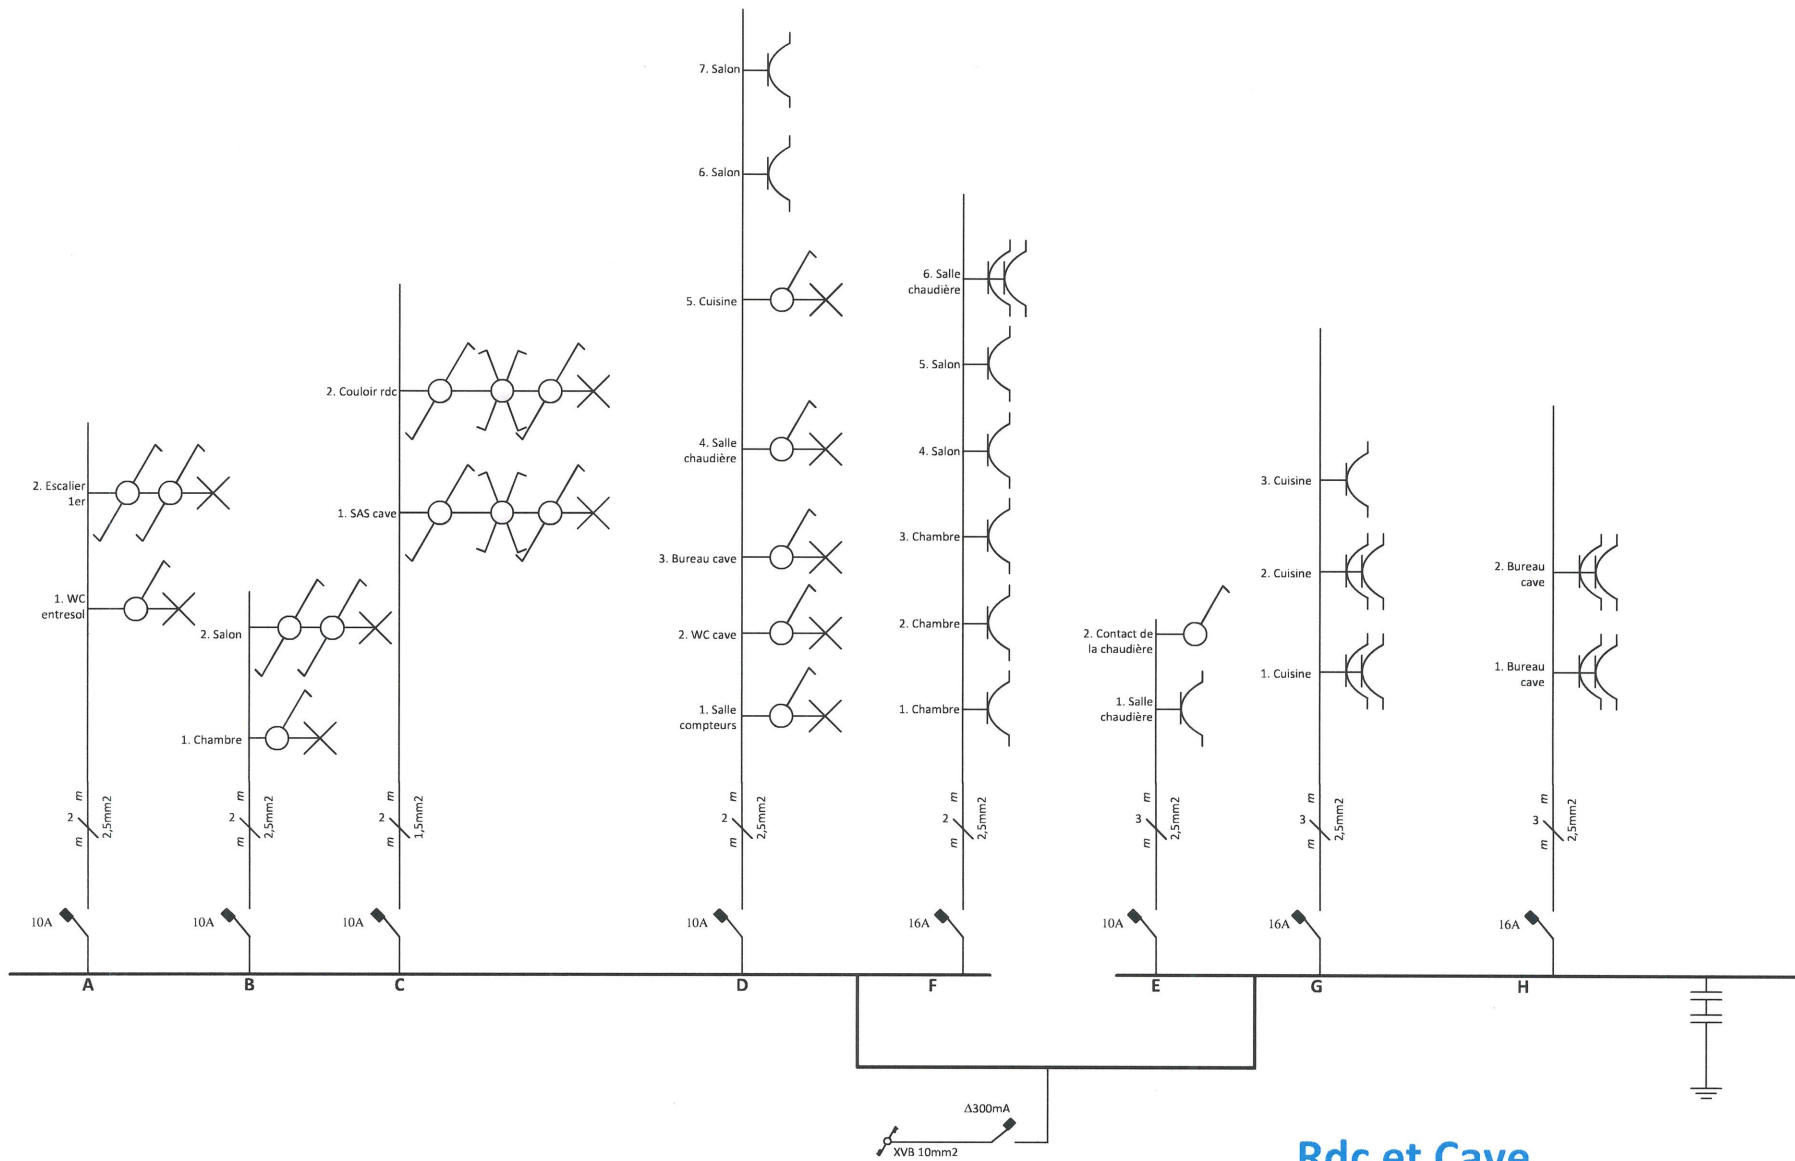 7. Salon
6. Salon
5. Cuisine
4. Salle
chaudière
3. Bureau cave
2. WC cave
1. Salle
compteurs
2. Escalier
1er
1. WC
entresol
2. Salon
1. Chambre
2. Couloir rdc
1. SAS cave
6. Salle
chaudière
5. Salon
4. Salon
3. Chambre
2. Chambre
1. Chambre
2. Contact de
la chaudière
1. Salle
chaudière
3. Cuisine
2. Cuisine
1. Cuisine
2. Bureau
cave
1. Bureau
cave
m 2 m 2,5mm2
m 2 m 2,5mm2
m 2 m 1,5mm2
m 2 m 2,5mm2
m 2 m 2,5mm2
m 3 m 2,5mm2
m 3 m 2,5mm2
m 3 m 2,5mm2
10A 10A 10A 10A 16A 10A 16A 16A
A B C D F E G H
Δ300mA
XVB 10mm2
Rdc et Cave